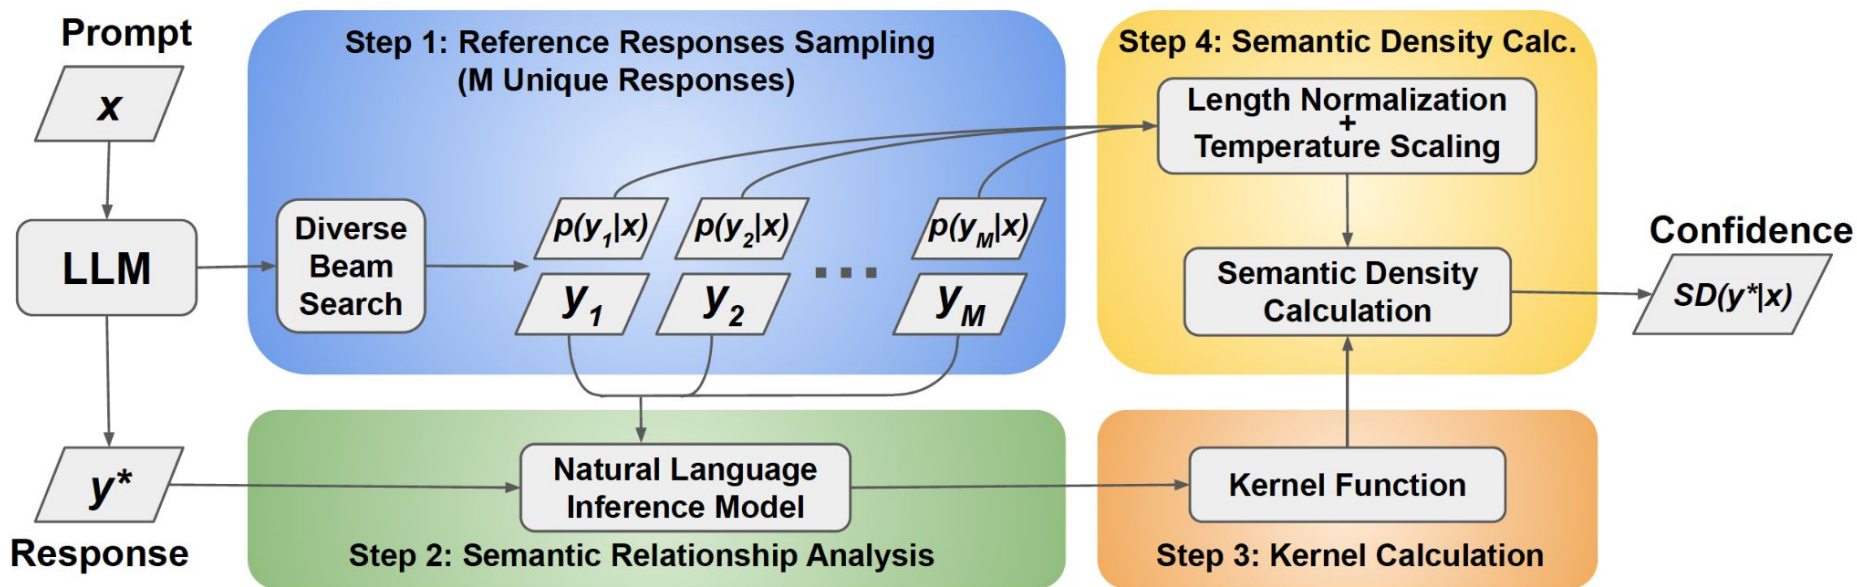 Prompt
x
LLM
y*
Response
Step 1: Reference Responses Sampling
(M Unique Responses)
Diverse
Beam
Search
p(y₁|x)
p(y₂|x)
...
p(y_M|x)
y₁
y₂
y_M
Step 2: Semantic Relationship Analysis
Natural Language
Inference Model
Step 3: Kernel Calculation
Kernel Function
Step 4: Semantic Density Calc.
Length Normalization
+
Temperature Scaling
Semantic Density
Calculation
Confidence
SD(y*|x)